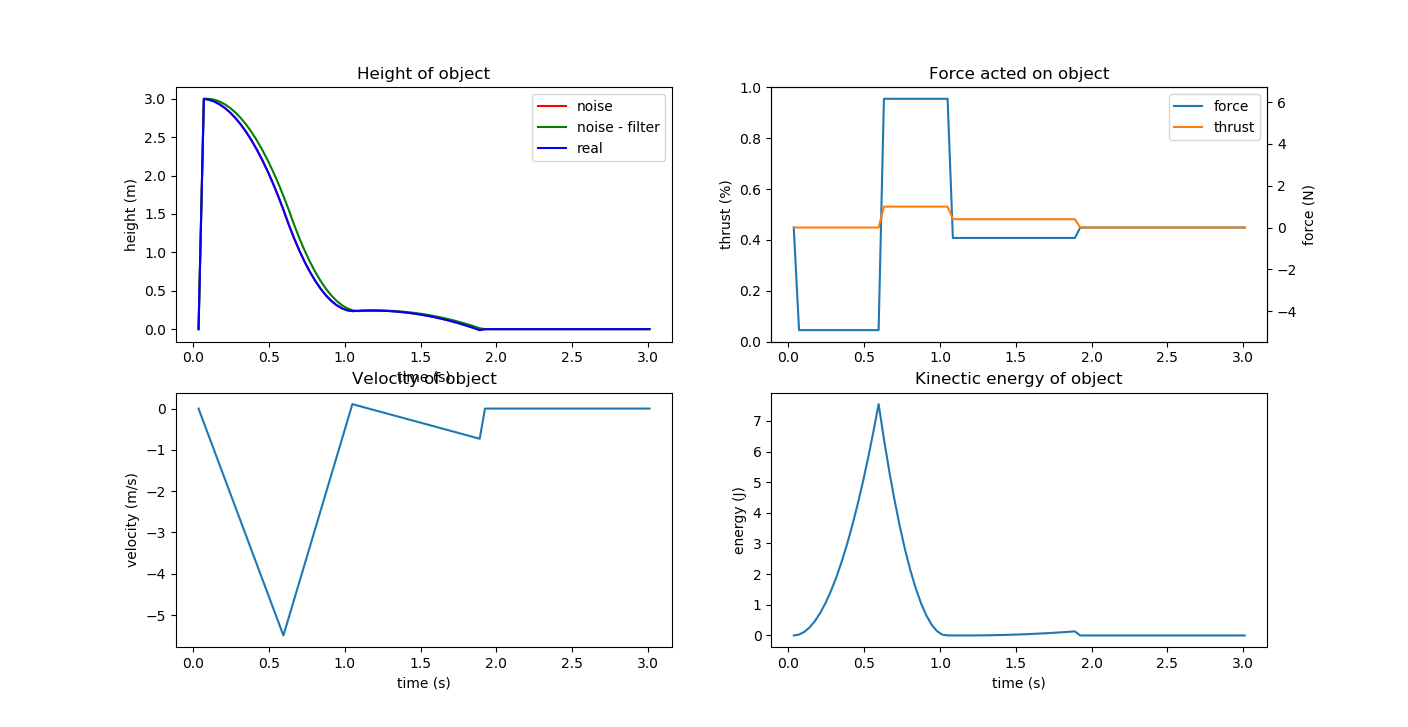 Height of object
height (m)
3.0
2.5
2.0
1.5
1.0
0.5
0.0
noise
noise - filter
real
0.0 0.5 1.0 1.5 2.0 2.5 3.0
time (s)
Force acted on object
thrust (%)
1.0
0.8
0.6
0.4
0.2
0.0
force
thrust
6
4
2
0
−2
−4
force (N)
0.0 0.5 1.0 1.5 2.0 2.5 3.0
Velocity of object
velocity (m/s)
0
−1
−2
−3
−4
−5
0.0 0.5 1.0 1.5 2.0 2.5 3.0
time (s)
Kinectic energy of object
energy (J)
7
6
5
4
3
2
1
0
0.0 0.5 1.0 1.5 2.0 2.5 3.0
time (s)